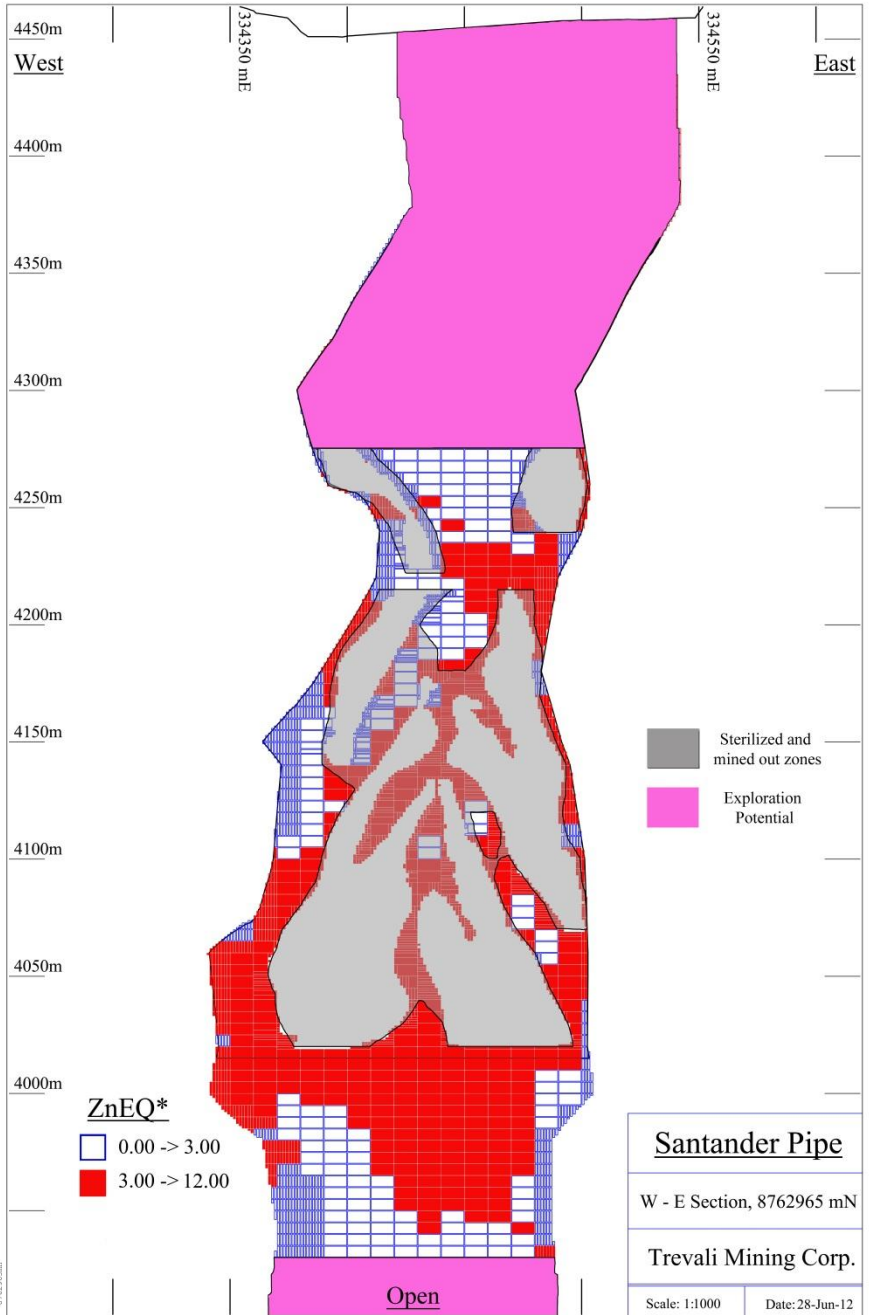 4450m
334350 mE
334550 mE
West
East
4400m
4350m
4300m
4250m
4200m
4150m
Sterilized and
mined out zones
Exploration
Potential
4100m
4050m
4000m
ZnEQ*
0.00 -> 3.00
3.00 -> 12.00
Santander Pipe
W - E Section, 8762965 mN
Trevali Mining Corp.
Open
Scale: 1:1000
Date: 28-Jun-12